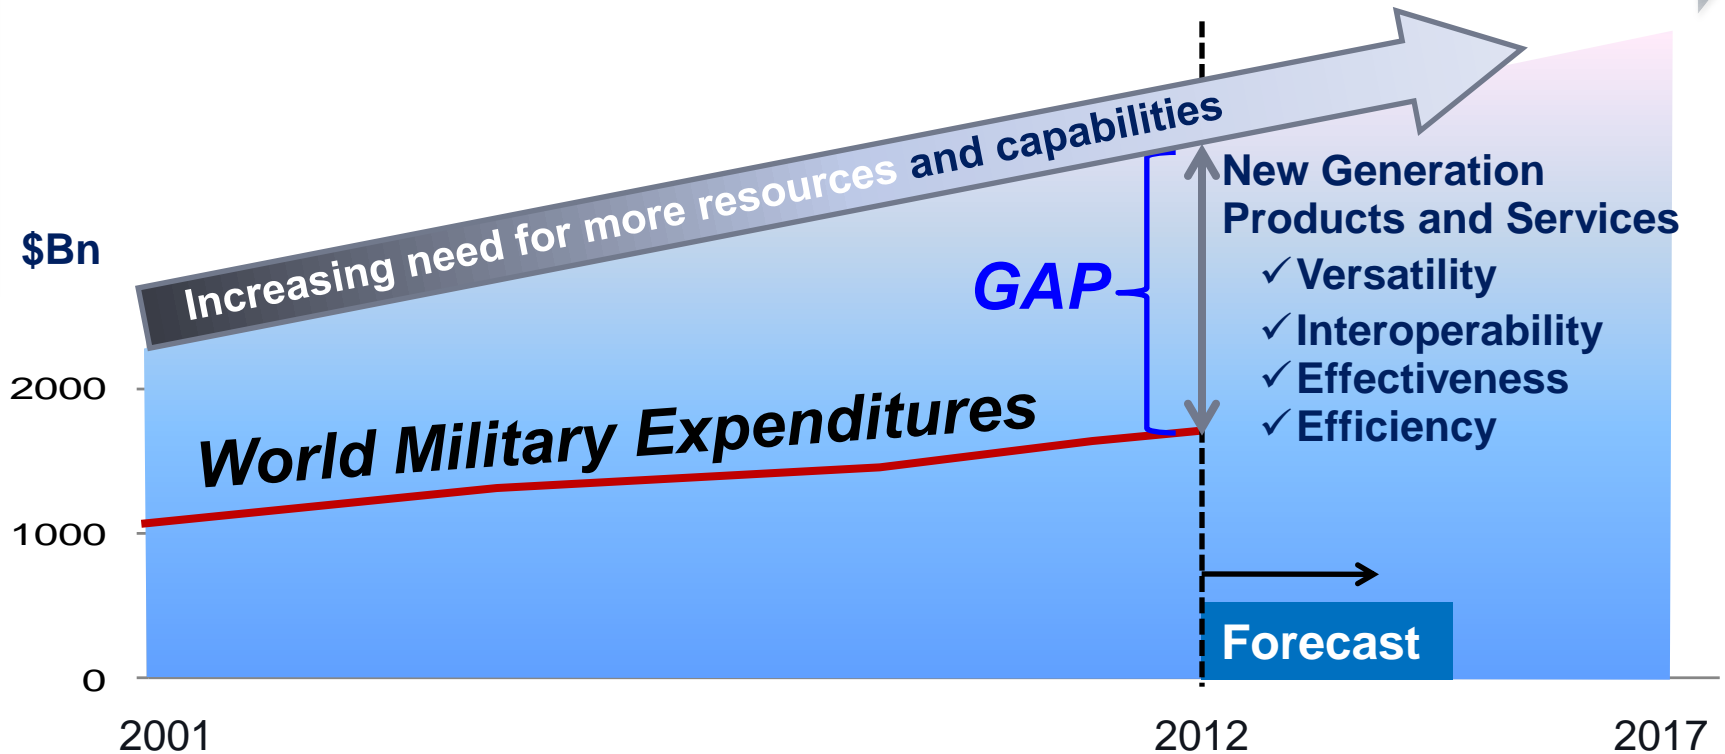 Increasing need for more resources and capabilities
$Bn
New Generation
Products and Services
GAP
✓Versatility
✓Interoperability
✓Effectiveness
✓Efficiency
2000
World Military Expenditures
1000
Forecast
0
2001
2012
2017